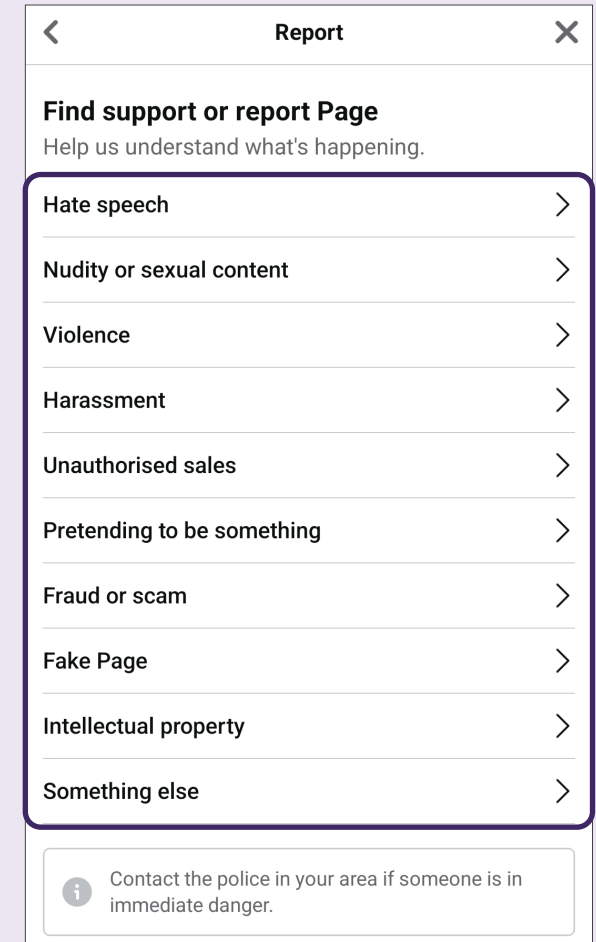 Report
Find support or report Page
Help us understand what's happening.
Hate speech
Nudity or sexual content
Violence
Harassment
Unauthorised sales
Pretending to be something
Fraud or scam
Fake Page
Intellectual property
Something else
Contact the police in your area if someone is in
immediate danger.